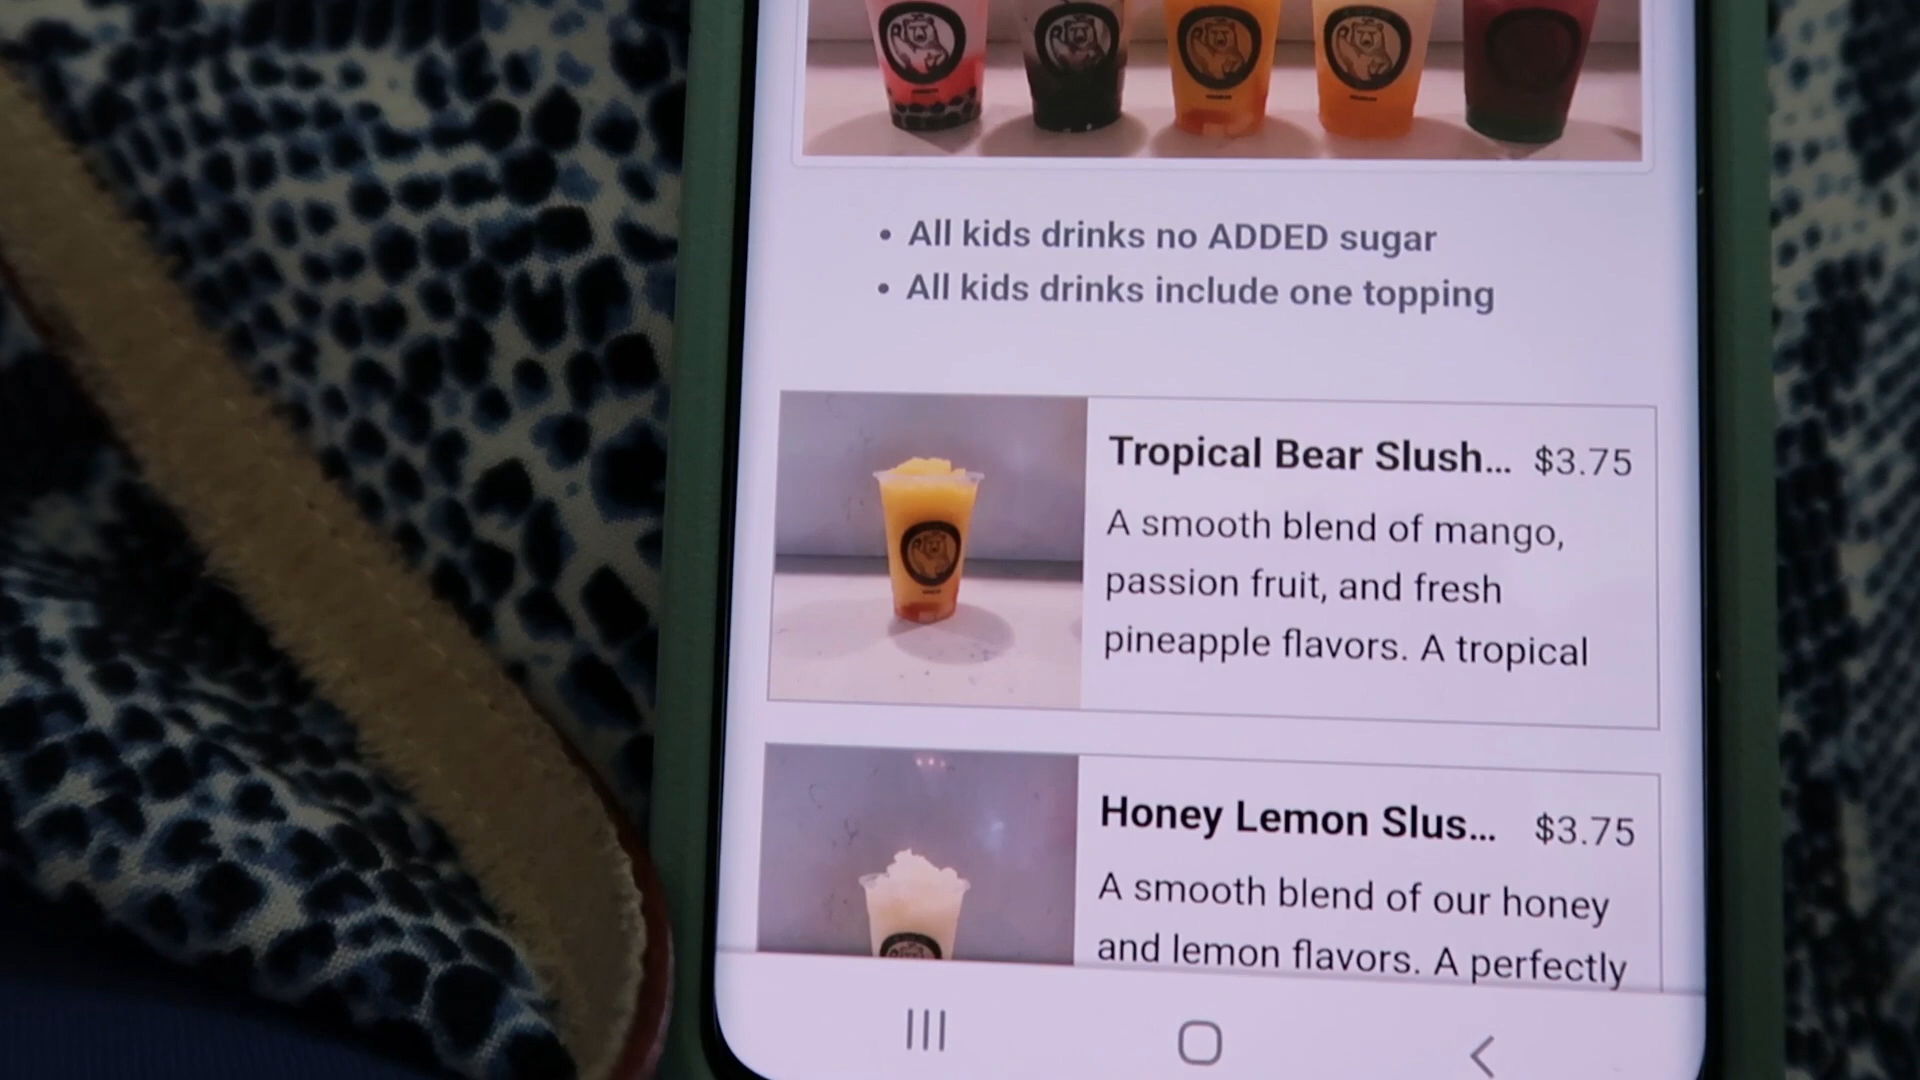 • All kids drinks no ADDED sugar
• All kids drinks include one topping
Tropical Bear Slush... $3.75
A smooth blend of mango,
passion fruit, and fresh
pineapple flavors. A tropical
Honey Lemon Slus... $3.75
A smooth blend of our honey
and lemon flavors. A perfectly